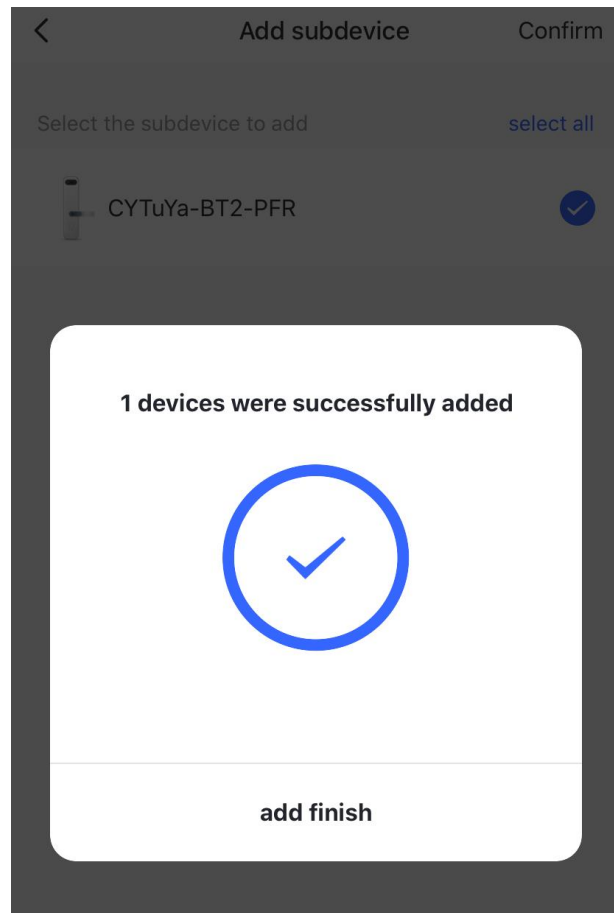 Add subdevice Confirm
Select the subdevice to add select all
CYTuYa-BT2-PFR
1 devices were successfully added
add finish